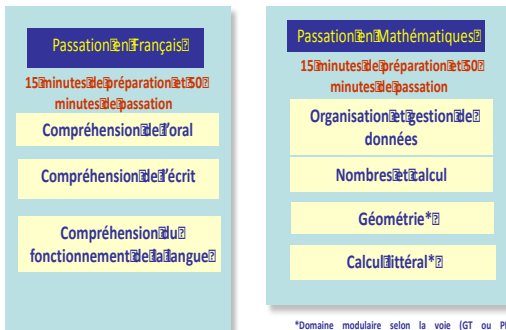 Passation en Français
15 minutes de préparation et 50
minutes de passation
Compréhension de l'oral
Compréhension de l'écrit
Compréhension du
fonctionnement de la langue
Passation en Mathématiques
15 minutes de préparation et 50
minutes de passation
Organisation et gestion de
données
Nombres et calcul
Géométrie*
Calcul littéral*
*Domaine modulaire selon la voie (GT ou